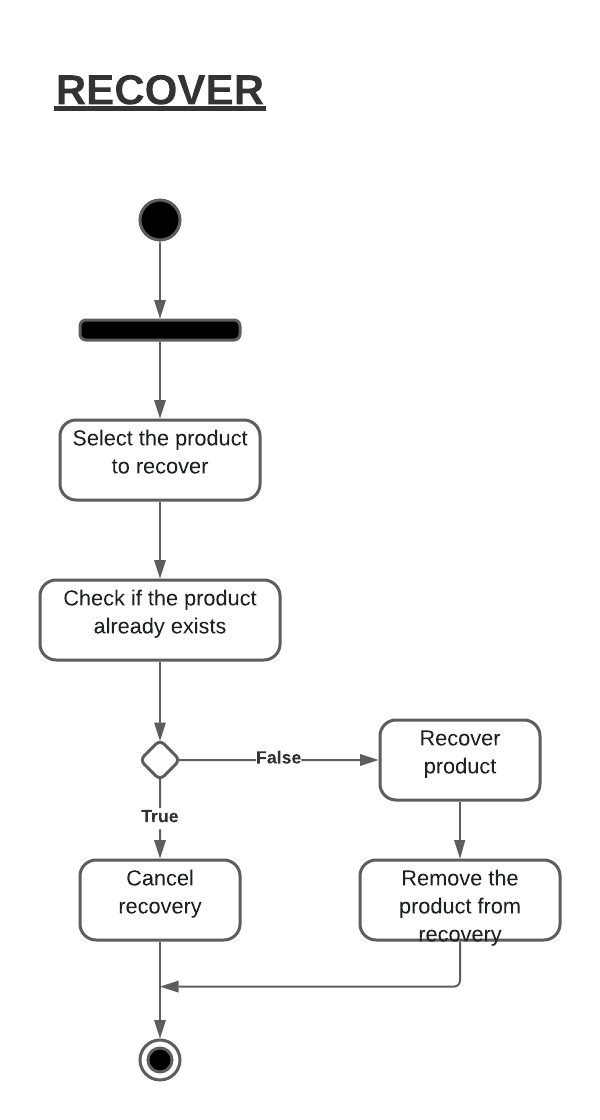 RECOVER
Select the product
to recover
Check if the product
already exists
False
Recover
product
True
Cancel
recovery
Remove the
product from
recovery